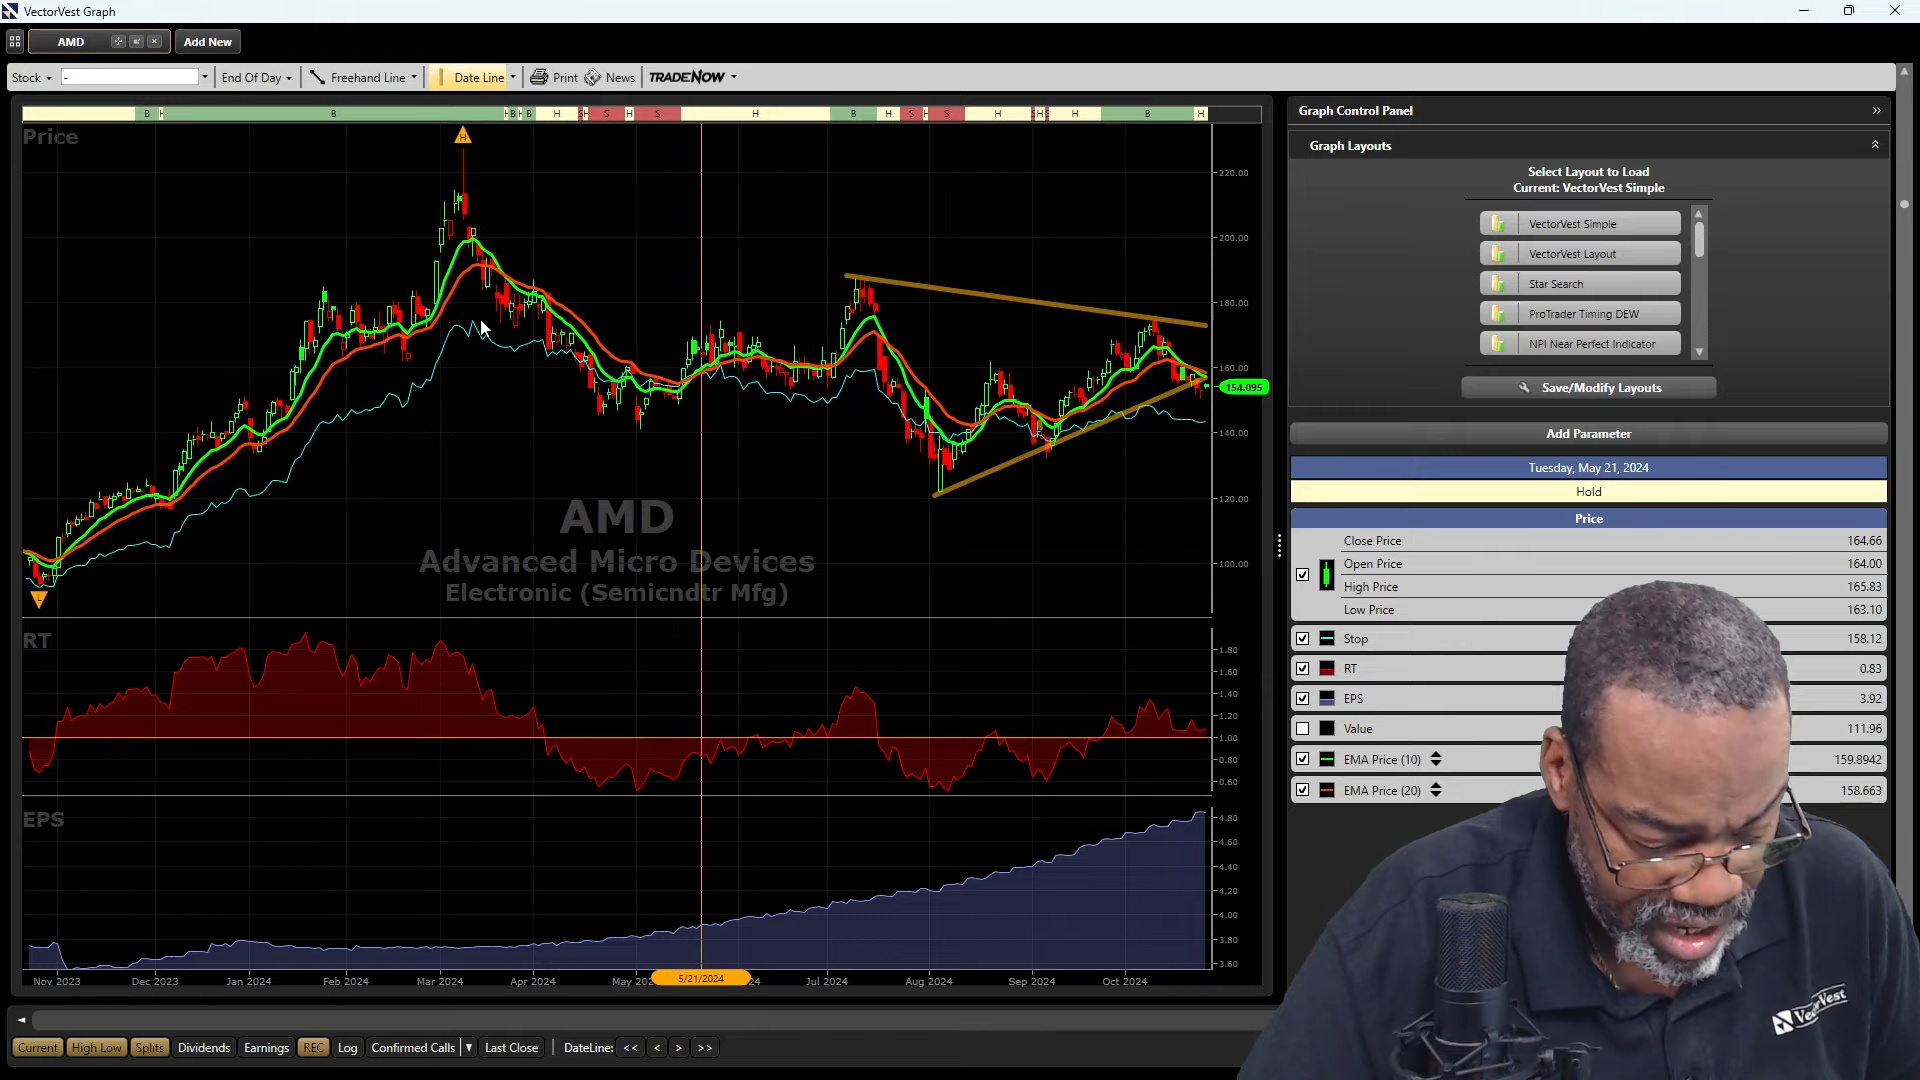 VectorVest Graph
AMD
Add New
Stock
-
End Of Day
Freehand Line
Date Line
Print
News
TRADENOW
B H B H B H B H S H S H S H H B H S H S H S H S H B H
Price
H
220.00
200.00
180.00
160.00
154.095
140.00
120.00
100.00
L
AMD
Advanced Micro Devices
Electronic (Semicndtr Mfg)
RT
1.80
1.60
1.40
1.20
1.00
0.80
0.60
EPS
4.80
4.60
4.40
4.20
4.00
3.80
3.60
Nov 2023 Dec 2023 Jan 2024 Feb 2024 Mar 2024 Apr 2024 May 20 5/21/2024 24 Jul 2024 Aug 2024 Sep 2024 Oct 2024
Current High Low Splits Dividends Earnings REC Log Confirmed Calls Last Close DateLine: << < > >>
Graph Control Panel
Graph Layouts
Select Layout to Load
Current: VectorVest Simple
VectorVest Simple
VectorVest Layout
Star Search
ProTrader Timing DEW
NPI Near Perfect Indicator
Save/Modify Layouts
Add Parameter
Tuesday, May 21, 2024
Hold
Price
Close Price 164.66
Open Price 164.00
High Price 165.83
Low Price 163.10
Stop 158.12
RT 0.83
EPS 3.92
Value 111.96
EMA Price (10) 159.8942
EMA Price (20) 158.663
VectorVest